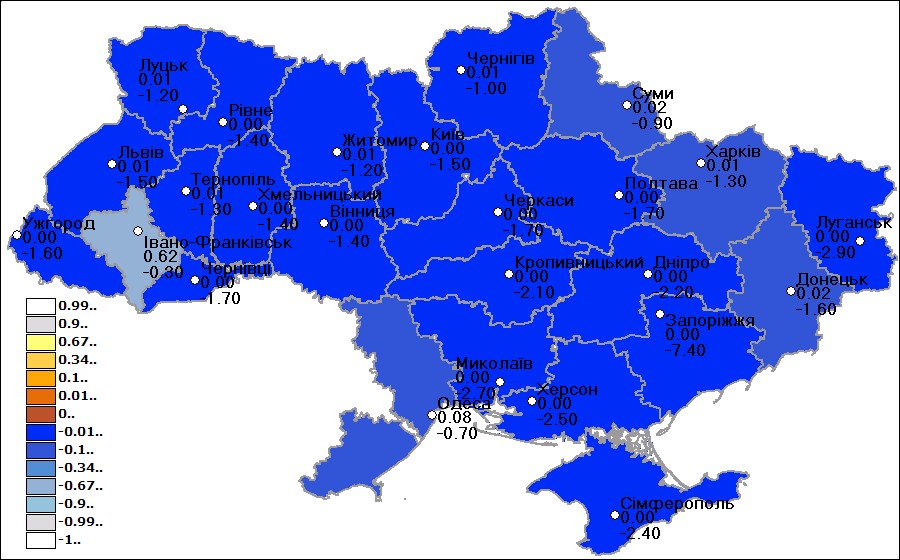 Чернігів
0.01
-1.00
Луцьк
0.01
-1.20
Суми
0.02
-0.90
Рівне
0.00
-1.40
Житомир
0.01
-1.20
Київ
0.00
-1.50
Львів
0.01
-1.50
Харків
0.01
-1.30
Тернопіль
0.01
-1.30
Хмельницький
0.00
-1.40
Вінниця
0.00
-1.40
Черкаси
0.00
-1.70
Полтава
0.00
-1.70
Ужгород
0.00
-1.60
Луганськ
0.00
-2.90
Івано-Франківськ
0.62
-0.30
Чернівці
0.00
-1.70
Кропивницький
0.00
-2.10
Дніпро
0.00
-2.20
Донецьк
0.02
-1.60
Запоріжжя
0.00
-7.40
Миколаїв
0.00
-2.70
Херсон
0.00
-2.50
Одеса
0.08
-0.70
Сімферополь
0.00
-2.40
0.99..
0.9..
0.67..
0.34..
0.1..
0.01..
0..
-0.01..
-0.1..
-0.34..
-0.67..
-0.9..
-0.99..
-1..